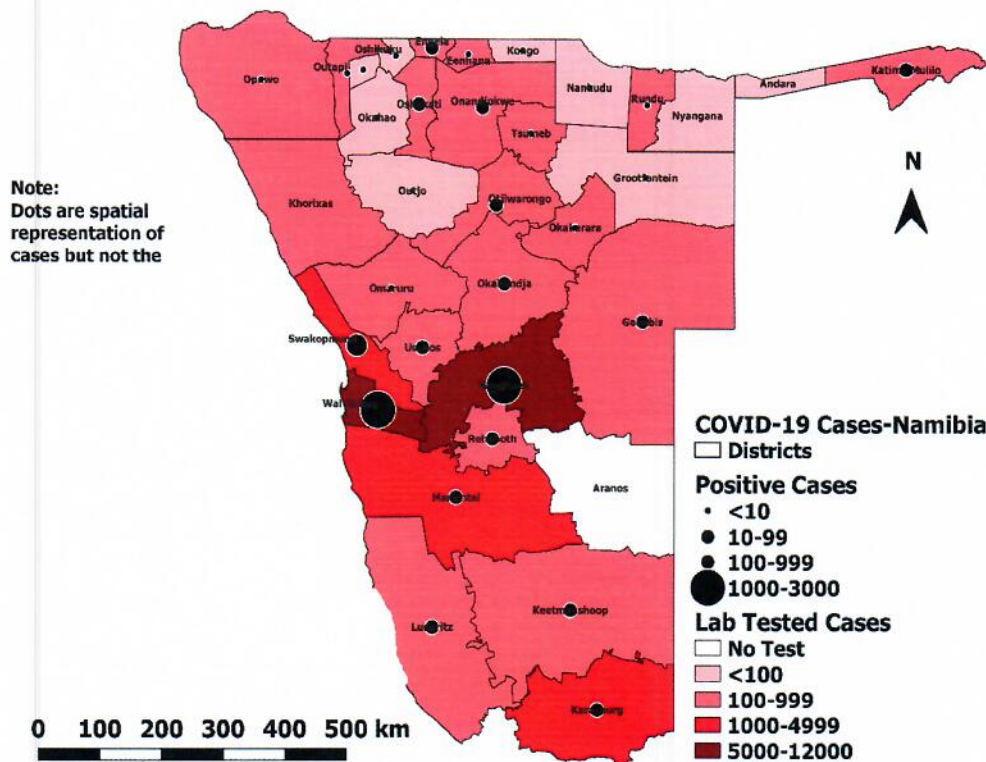 Engela
Oshikuku
Eenhana
Kongo
Outapi
Opuwo
Katima Mulilo
Andara
Nankudu
Rundu
Nyangana
Oshakati
Onandjokwe
Okahao
Tsumeb
N
Grootfontein
Note:
Dots are spatial
representation of
cases but not the
Outjo
Khorixas
Otjiwarongo
Okakarara
Omaruru
Okahandja
Gobabis
Swakopmund
Usakos
Rehoboth
COVID-19 Cases-Namibia
Districts
Mariental
Aranos
Positive Cases
<10
10-99
100-999
1000-3000
Keetmanshoop
Luderitz
Lab Tested Cases
No Test
<100
100-999
1000-4999
5000-12000
Karasburg
0 100 200 300 400 500 km